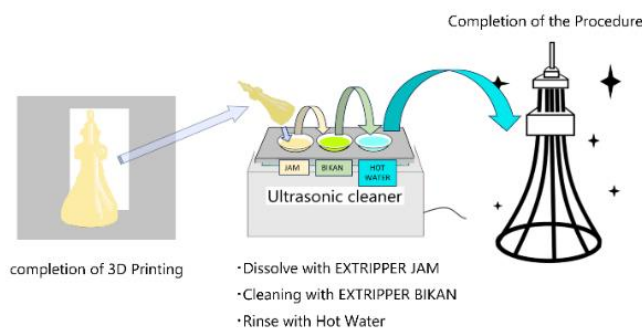 Completion of the Procedure
JAM
BIKAN
HOT
WATER
Ultrasonic cleaner
completion of 3D Printing
・Dissolve with EXTRIPPER JAM
・Cleaning with EXTRIPPER BIKAN
・Rinse with Hot Water